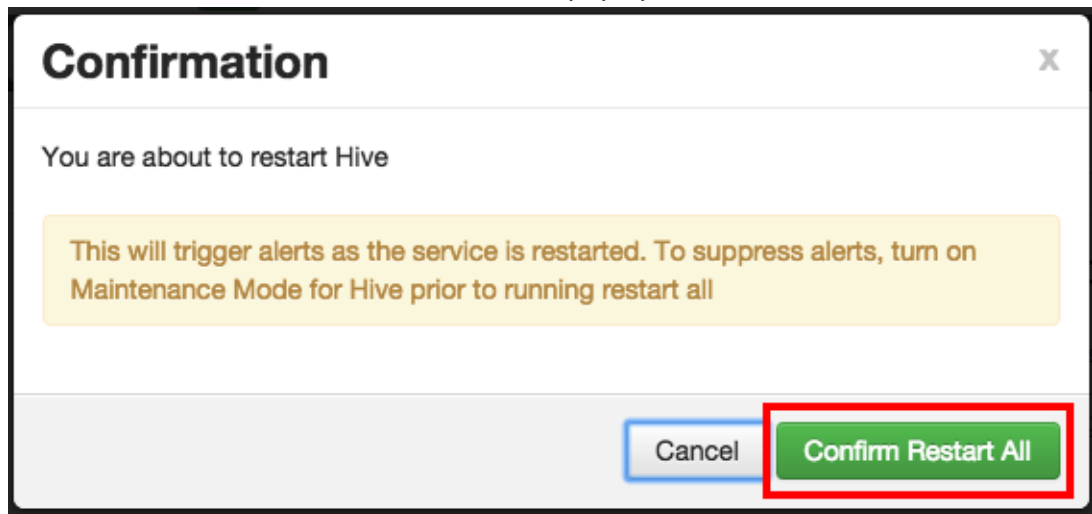 Confirmation
x
You are about to restart Hive
This will trigger alerts as the service is restarted. To suppress alerts, turn on
Maintenance Mode for Hive prior to running restart all
Cancel
Confirm Restart All